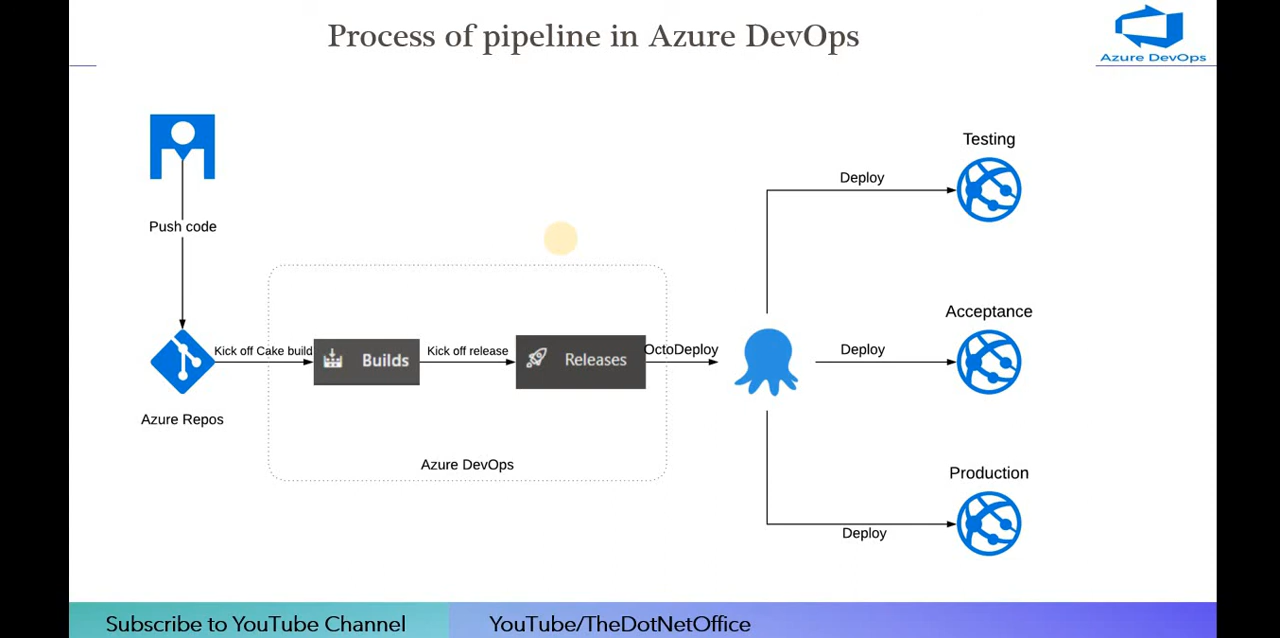 Process of pipeline in Azure DevOps
Azure DevOps
Testing
Deploy
Push code
Acceptance
Kick off Cake build
Builds
Kick off release
Releases
OctoDeploy
Deploy
Azure Repos
Azure DevOps
Production
Deploy
Subscribe to YouTube Channel
YouTube/TheDotNetOffice